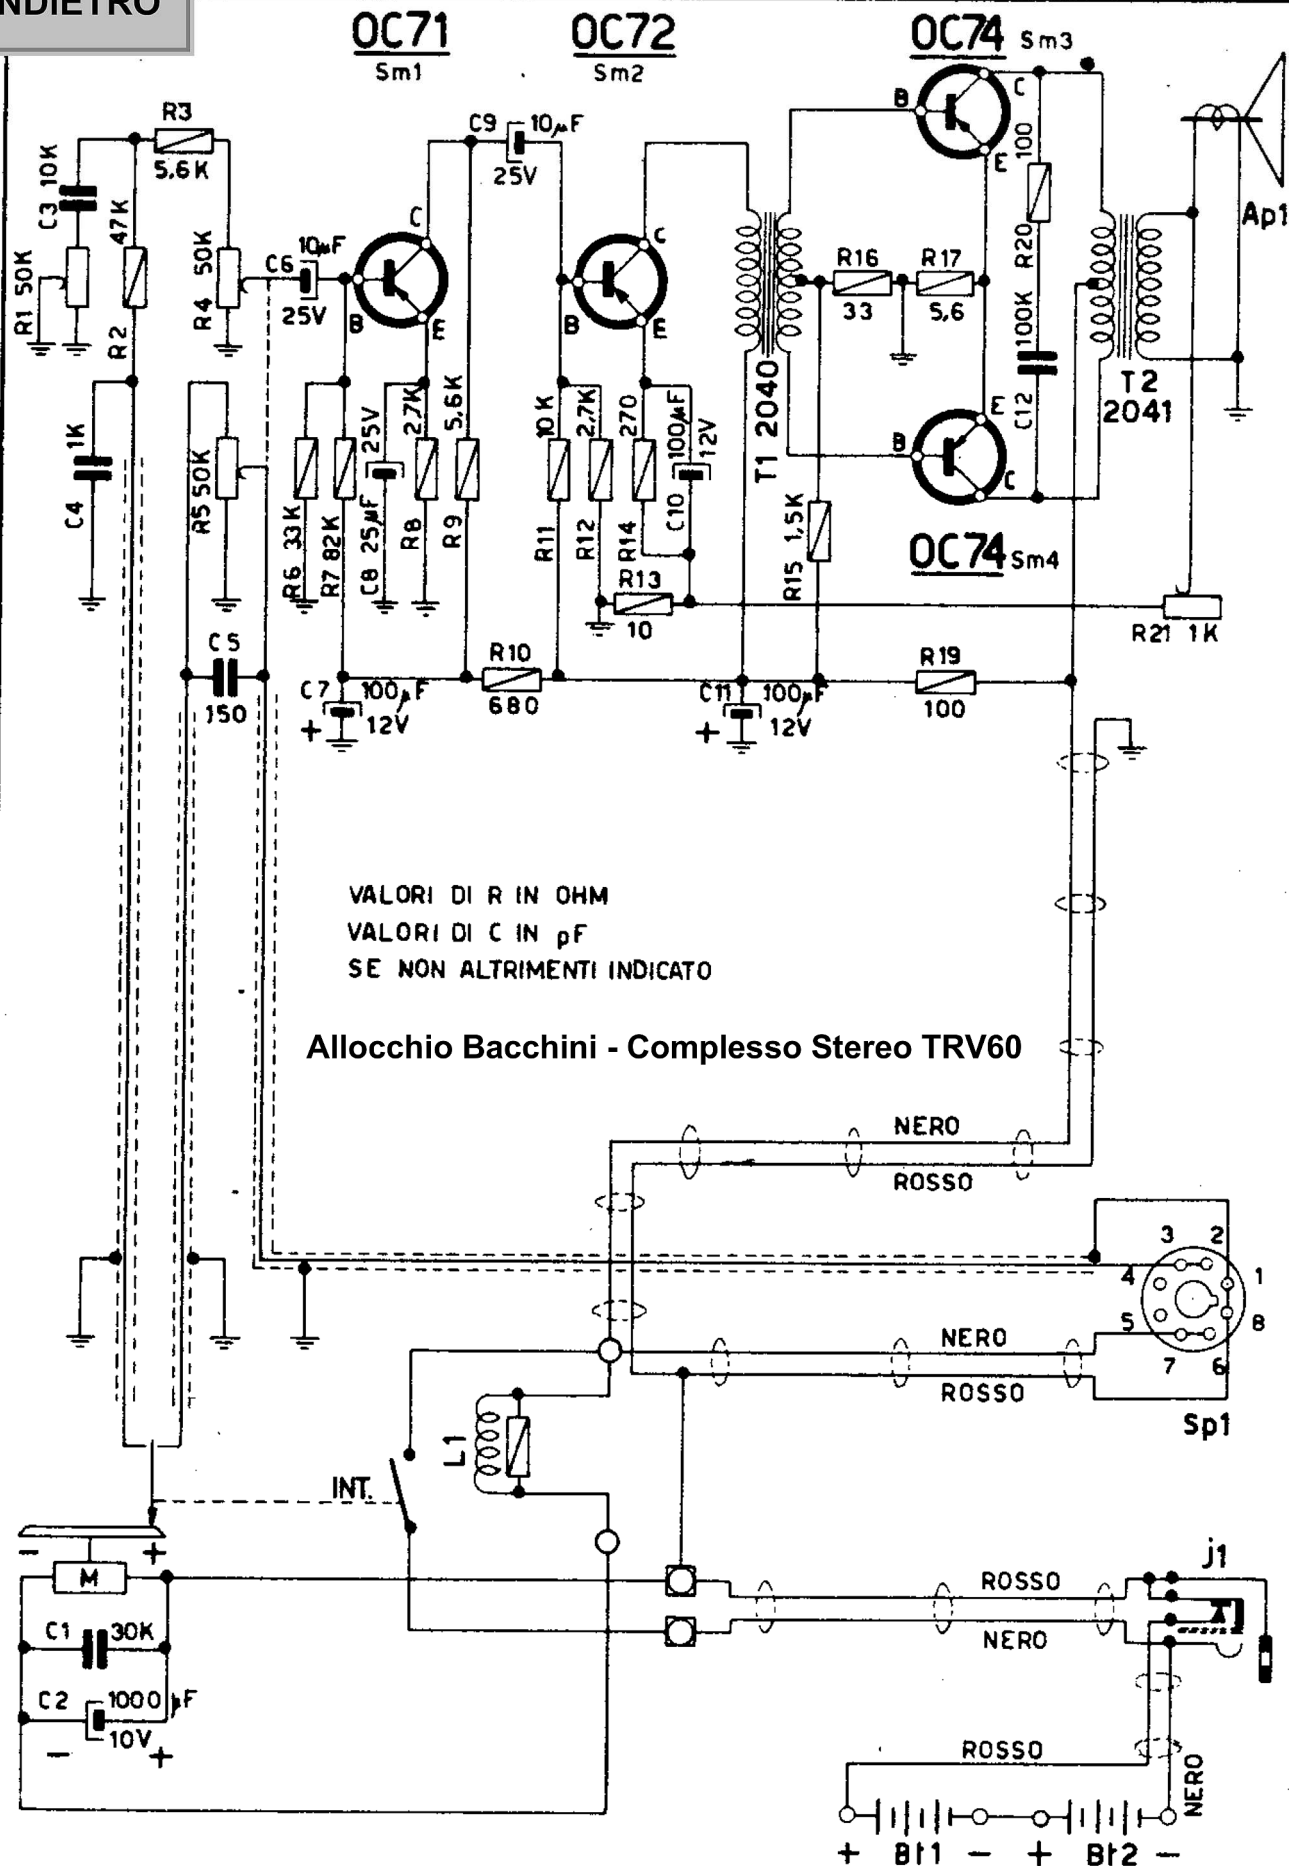 INDIETRO
OC71
Sm1
OC72
Sm2
OC74 Sm3
R3
5,6K
C3 10K
R1 50K
47K
R2
R4 50K
C6
10µF
25V
C9
10µF
25V
B
C
E
B
C
E
B
C
E
B
E
C
R16
33
R17
5,6
100
R20
100K
C12
Ap1
T1 2040
T2
2041
1K
C4
R5 50K
R6 33K
R7 82K
C8 25µF
25V
R8
2,7K
R9
5,6K
R11
10K
R12
2,7K
R14
270
C10
100µF
12V
R13
10
R15 1,5K
OC74 Sm4
R21 1K
C5
150
C7
100µF
12V
+
R10
680
C11
100µF
12V
+
R19
100
VALORI DI R IN OHM
VALORI DI C IN pF
SE NON ALTRIMENTI INDICATO
Allocchio Bacchini - Complesso Stereo TRV60
NERO
ROSSO
3 2
4 1
5 8
7 6
NERO
ROSSO
Sp1
L1
INT.
- +
M
C1 30K
C2 1000µF
10V
- +
J1
ROSSO
NERO
ROSSO
NERO
+ Bt1 - + Bt2 -